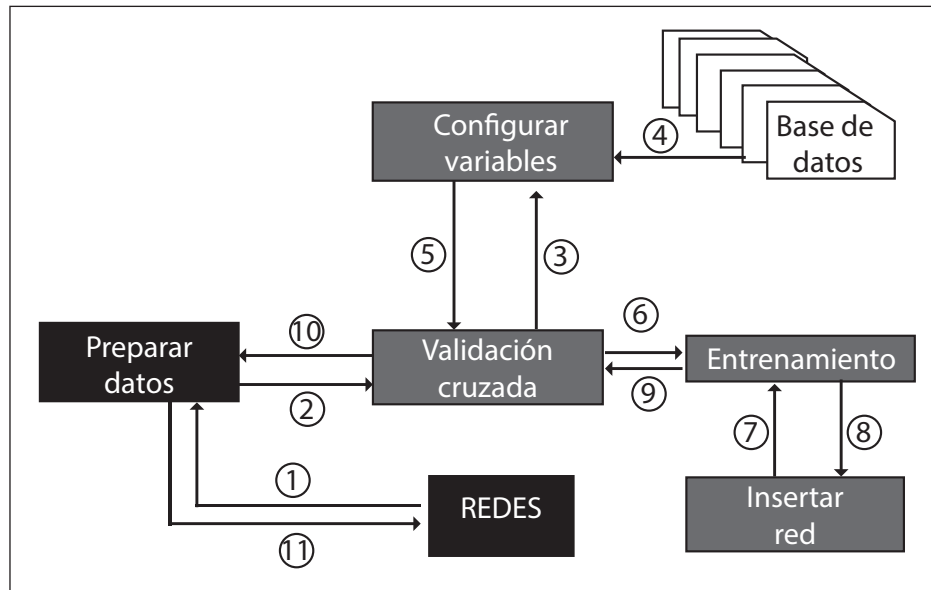 Configurar
variables
④
Base de
datos
⑤
③
Preparar
datos
⑩
②
Validación
cruzada
⑥
⑨
Entrenamiento
⑦
⑧
①
⑪
REDES
Insertar
red